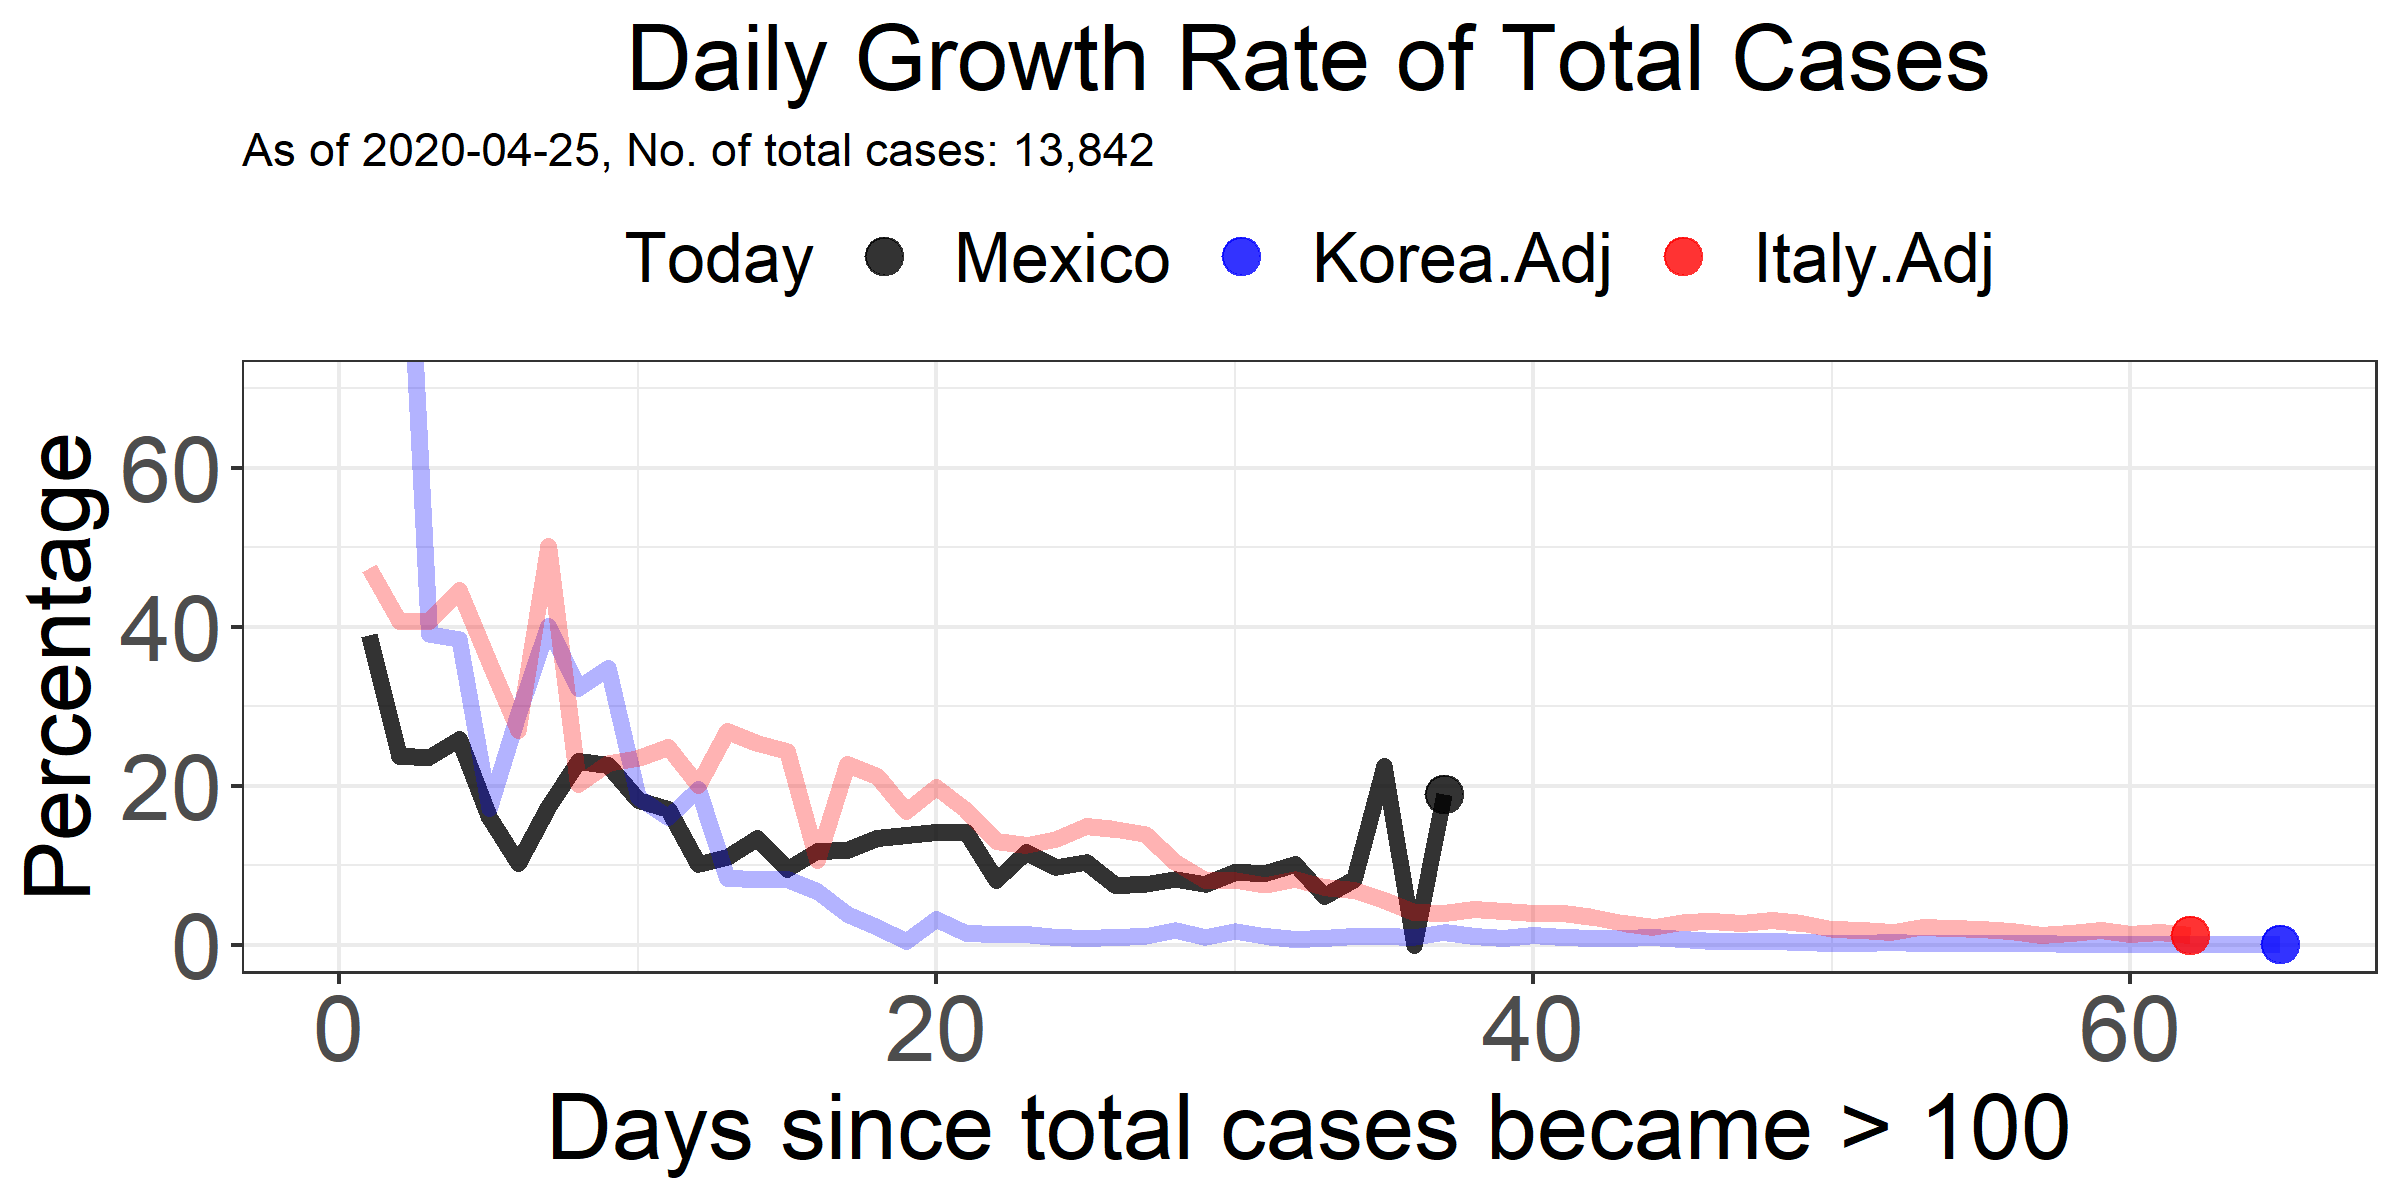 Daily Growth Rate of Total Cases
As of 2020-04-25, No. of total cases: 13,842
Today Mexico Korea.Adj Italy.Adj
Percentage
60
40
20
0
0 20 40 60
Days since total cases became > 100